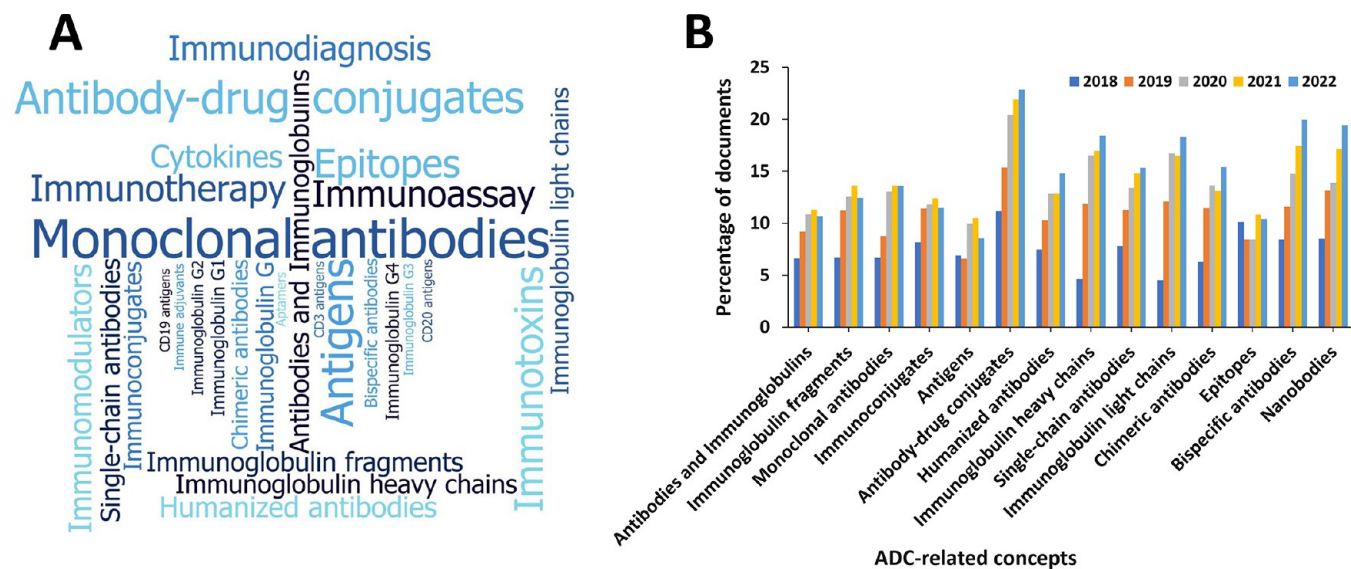 A
Immunodiagnosis
Antibody-drug conjugates
Cytokines
Epitopes
Immunotherapy
Immunoassay
Monoclonal antibodies
Immunomodulators
Single-chain antibodies
Immunoconjugates
CD19 antigens
Immune adjuvants
Immunoglobulin G2
Immunoglobulin G1
Chimeric antibodies
Immunoglobulin G
Aptamers
Antibodies and Immunoglobulins
CD3 antigens
Antigens
Bispecific antibodies
Immunoglobulin G4
Immunoglobulin G3
CD20 antigens
Immunotoxins
Immunoglobulin light chains
Immunoglobulin fragments
Immunoglobulin heavy chains
Humanized antibodies
B
2018 2019 2020 2021 2022
Percentage of documents
25
20
15
10
5
0
Antibodies and Immunoglobulins
Immunoglobulin fragments
Monoclonal antibodies
Immunoconjugates
Antigens
Antibody-drug conjugates
Humanized antibodies
Immunoglobulin heavy chains
Single-chain antibodies
Immunoglobulin light chains
Chimeric antibodies
Epitopes
Bispecific antibodies
Nanobodies
ADC-related concepts